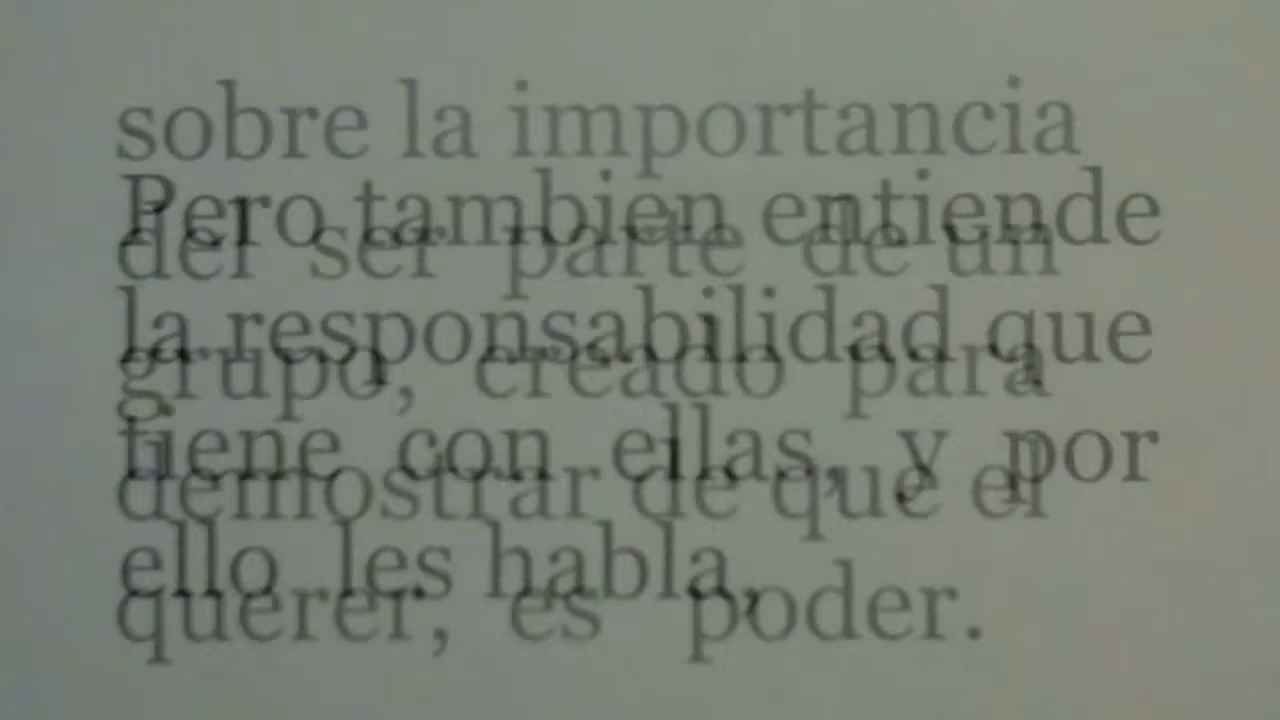 Pero tambien entiende
la responsabilidad que
tiene con ellas, y por
ello les habla,
sobre la importancia
del ser parte de un
grupo, creado para
demostrar de que el
querer, es poder.